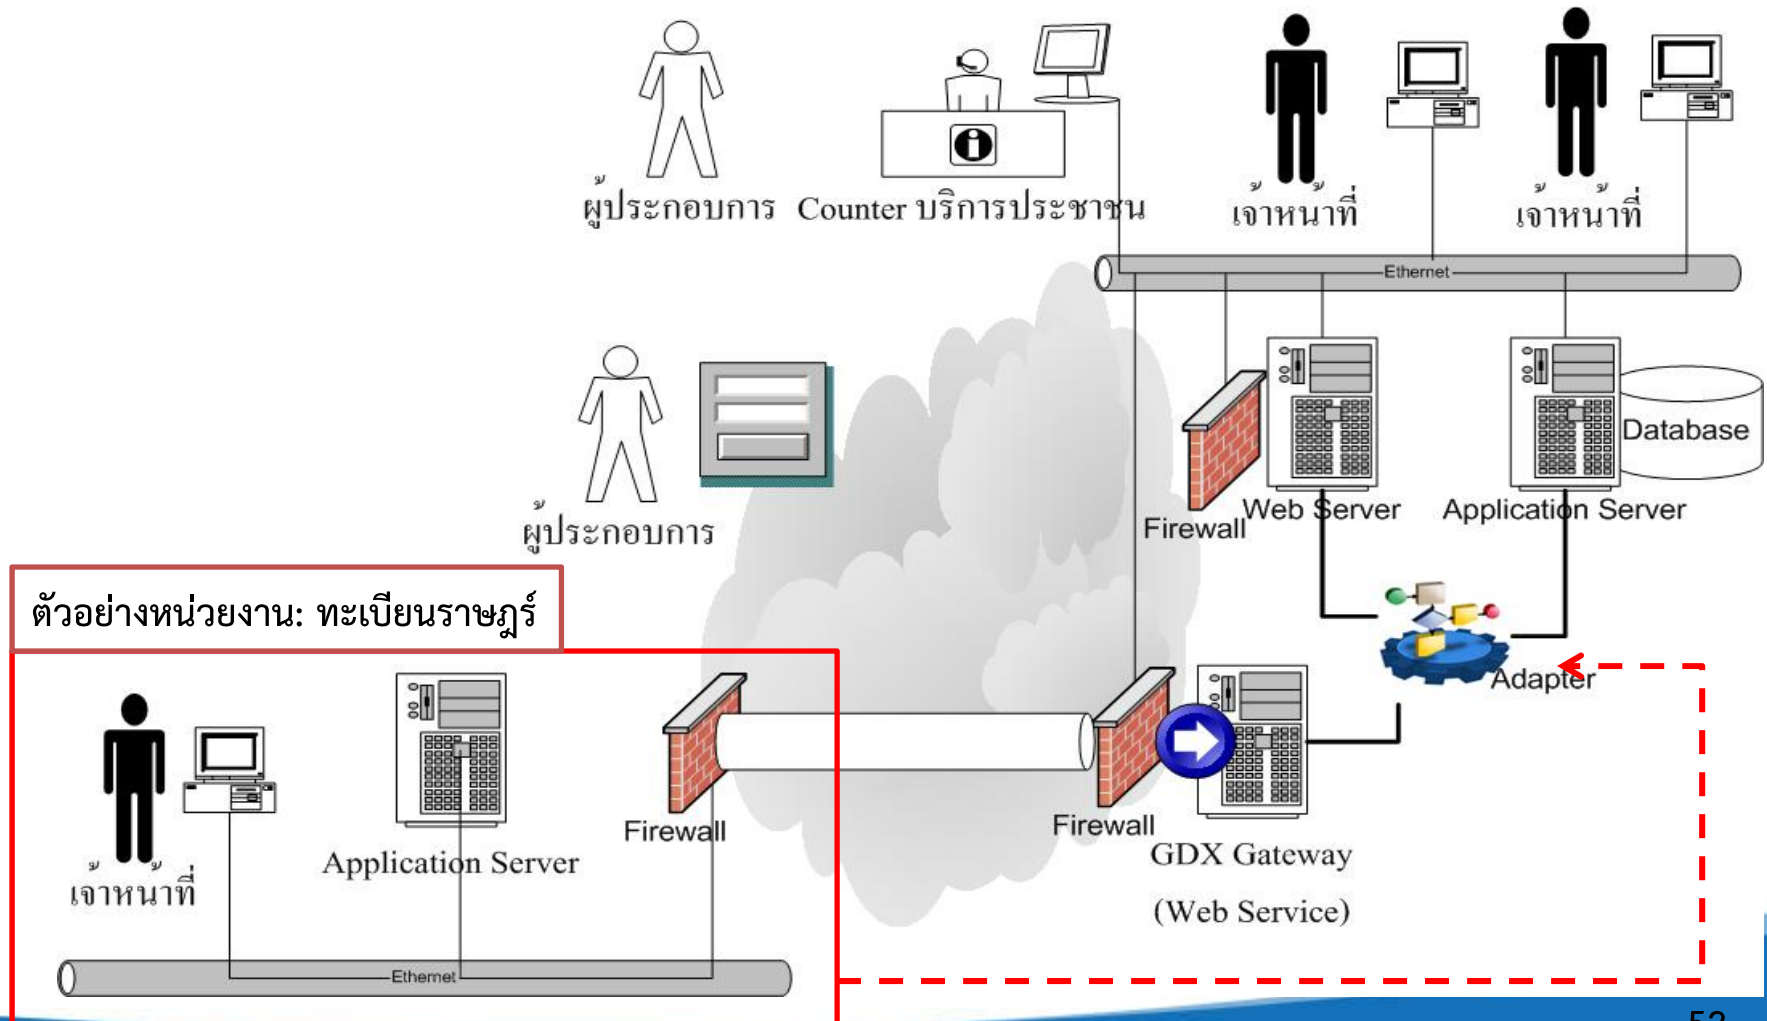 ผู้ประกอบการ
Counter บริการประชาชน
เจ้าหน้าที่
เจ้าหน้าที่
Ethernet
Database
ผู้ประกอบการ
Firewall
Web Server
Application Server
ตัวอย่างหน่วยงาน: ทะเบียนราษฎร์
Adapter
Firewall
Firewall
Application Server
GDX Gateway
(Web Service)
เจ้าหน้าที่
Ethernet